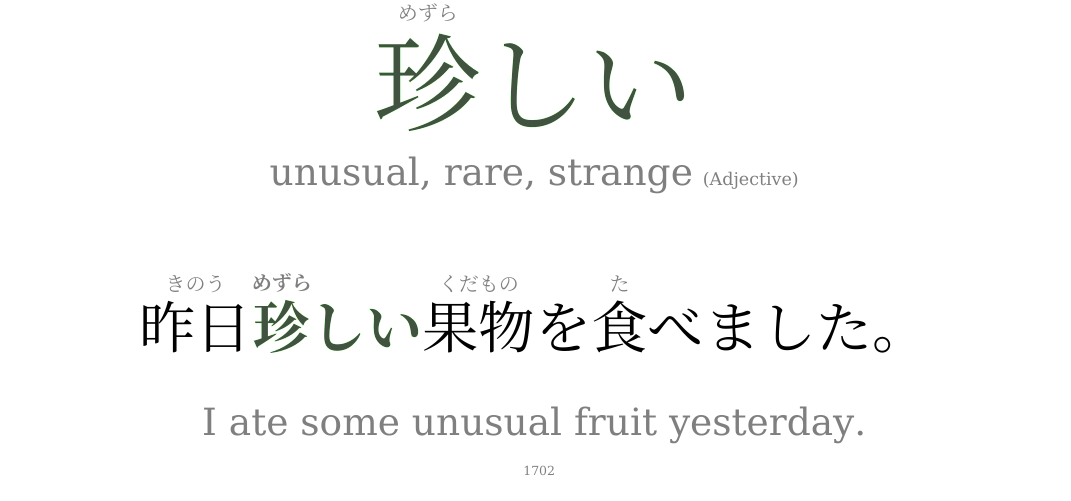 めずら
珍しい
unusual, rare, strange (Adjective)
きのう めずら くだもの た
昨日珍しい果物を食べました。
I ate some unusual fruit yesterday.
1702